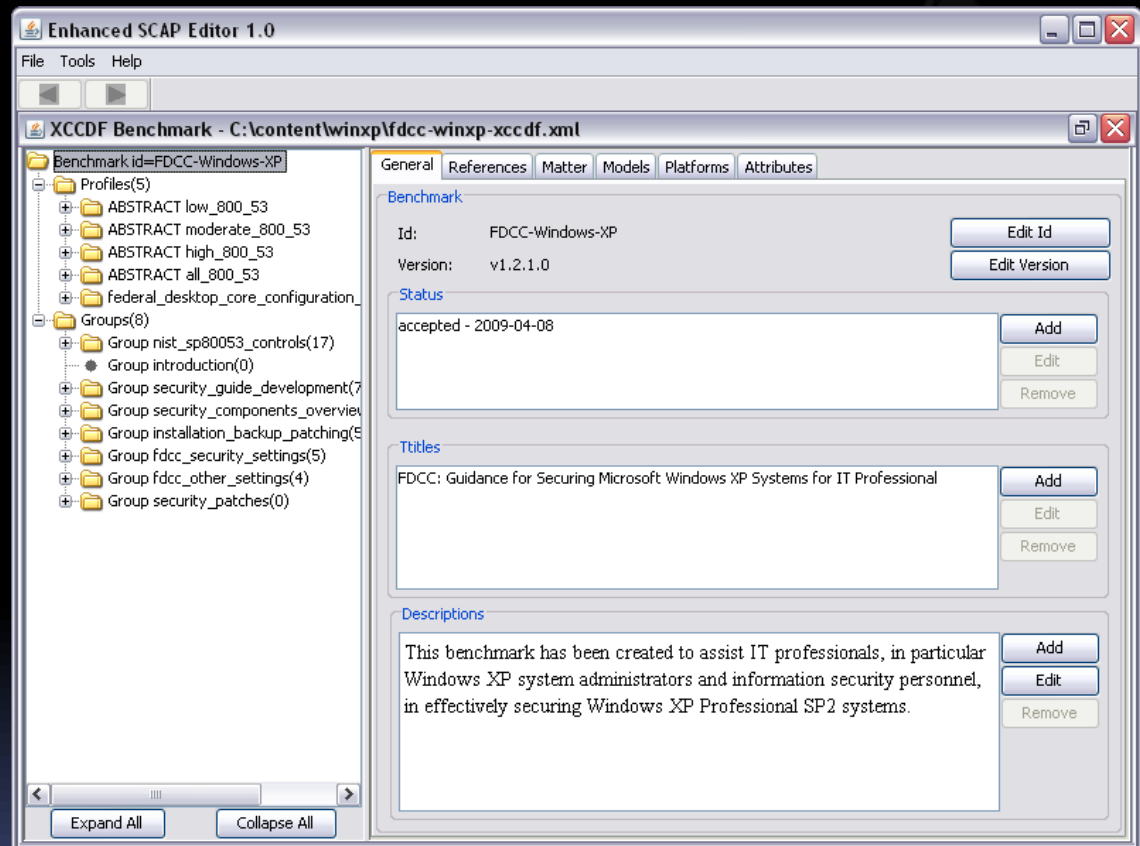 Enhanced SCAP Editor 1.0
File Tools Help
XCCDF Benchmark - C:\content\winxp\fdcc-winxp-xccdf.xml
Benchmark id=FDCC-Windows-XP
Profiles(5)
ABSTRACT low_800_53
ABSTRACT moderate_800_53
ABSTRACT high_800_53
ABSTRACT all_800_53
federal_desktop_core_configuration_
Groups(8)
Group nist_sp80053_controls(17)
Group introduction(0)
Group security_guide_development(7
Group security_components_overview
Group installation_backup_patching(5
Group fdcc_security_settings(5)
Group fdcc_other_settings(4)
Group security_patches(0)
Expand All Collapse All
General References Matter Models Platforms Attributes
Benchmark
Id: FDCC-Windows-XP Edit Id
Version: v1.2.1.0 Edit Version
Status
accepted - 2009-04-08
Add
Edit
Remove
Ttitles
FDCC: Guidance for Securing Microsoft Windows XP Systems for IT Professional
Add
Edit
Remove
Descriptions
This benchmark has been created to assist IT professionals, in particular
Windows XP system administrators and information security personnel,
in effectively securing Windows XP Professional SP2 systems.
Add
Edit
Remove